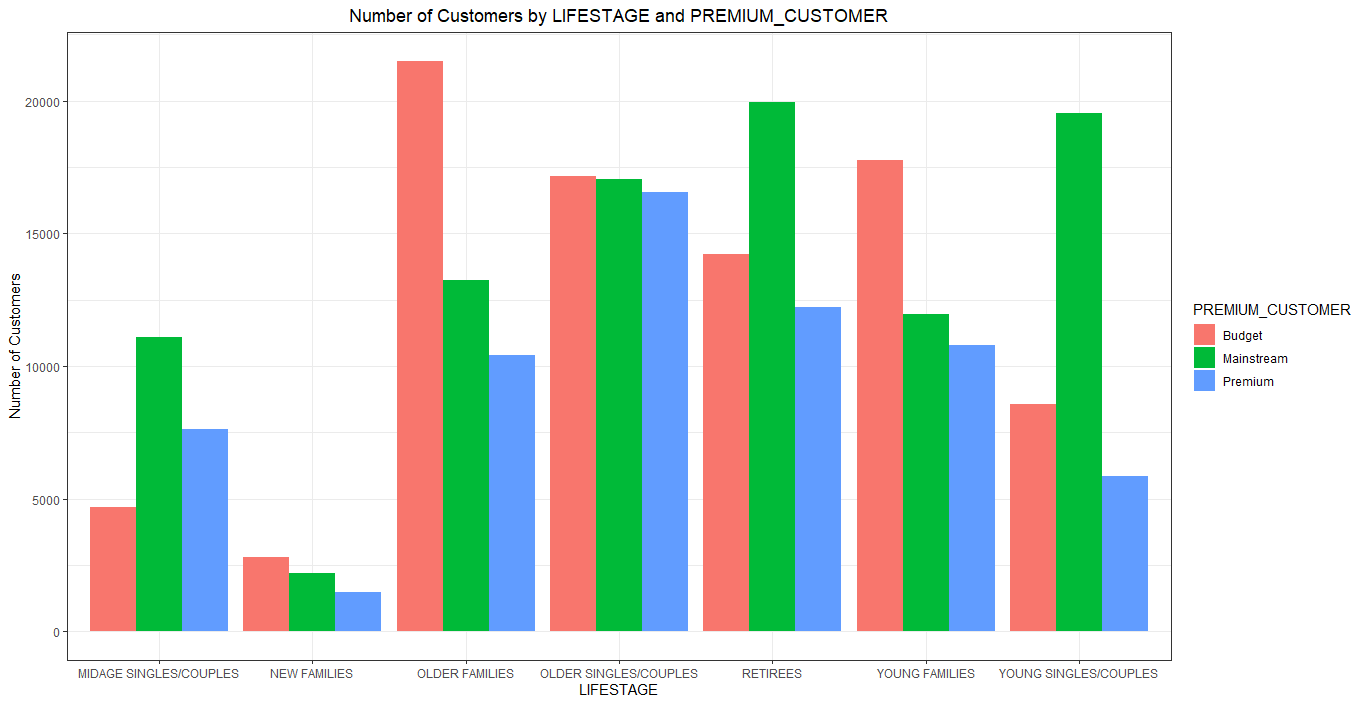 Number of Customers by LIFESTAGE and PREMIUM_CUSTOMER
Number of Customers
20000
15000
10000
5000
0
MIDAGE SINGLES/COUPLES
NEW FAMILIES
OLDER FAMILIES
OLDER SINGLES/COUPLES
RETIREES
YOUNG FAMILIES
YOUNG SINGLES/COUPLES
LIFESTAGE
PREMIUM_CUSTOMER
Budget
Mainstream
Premium